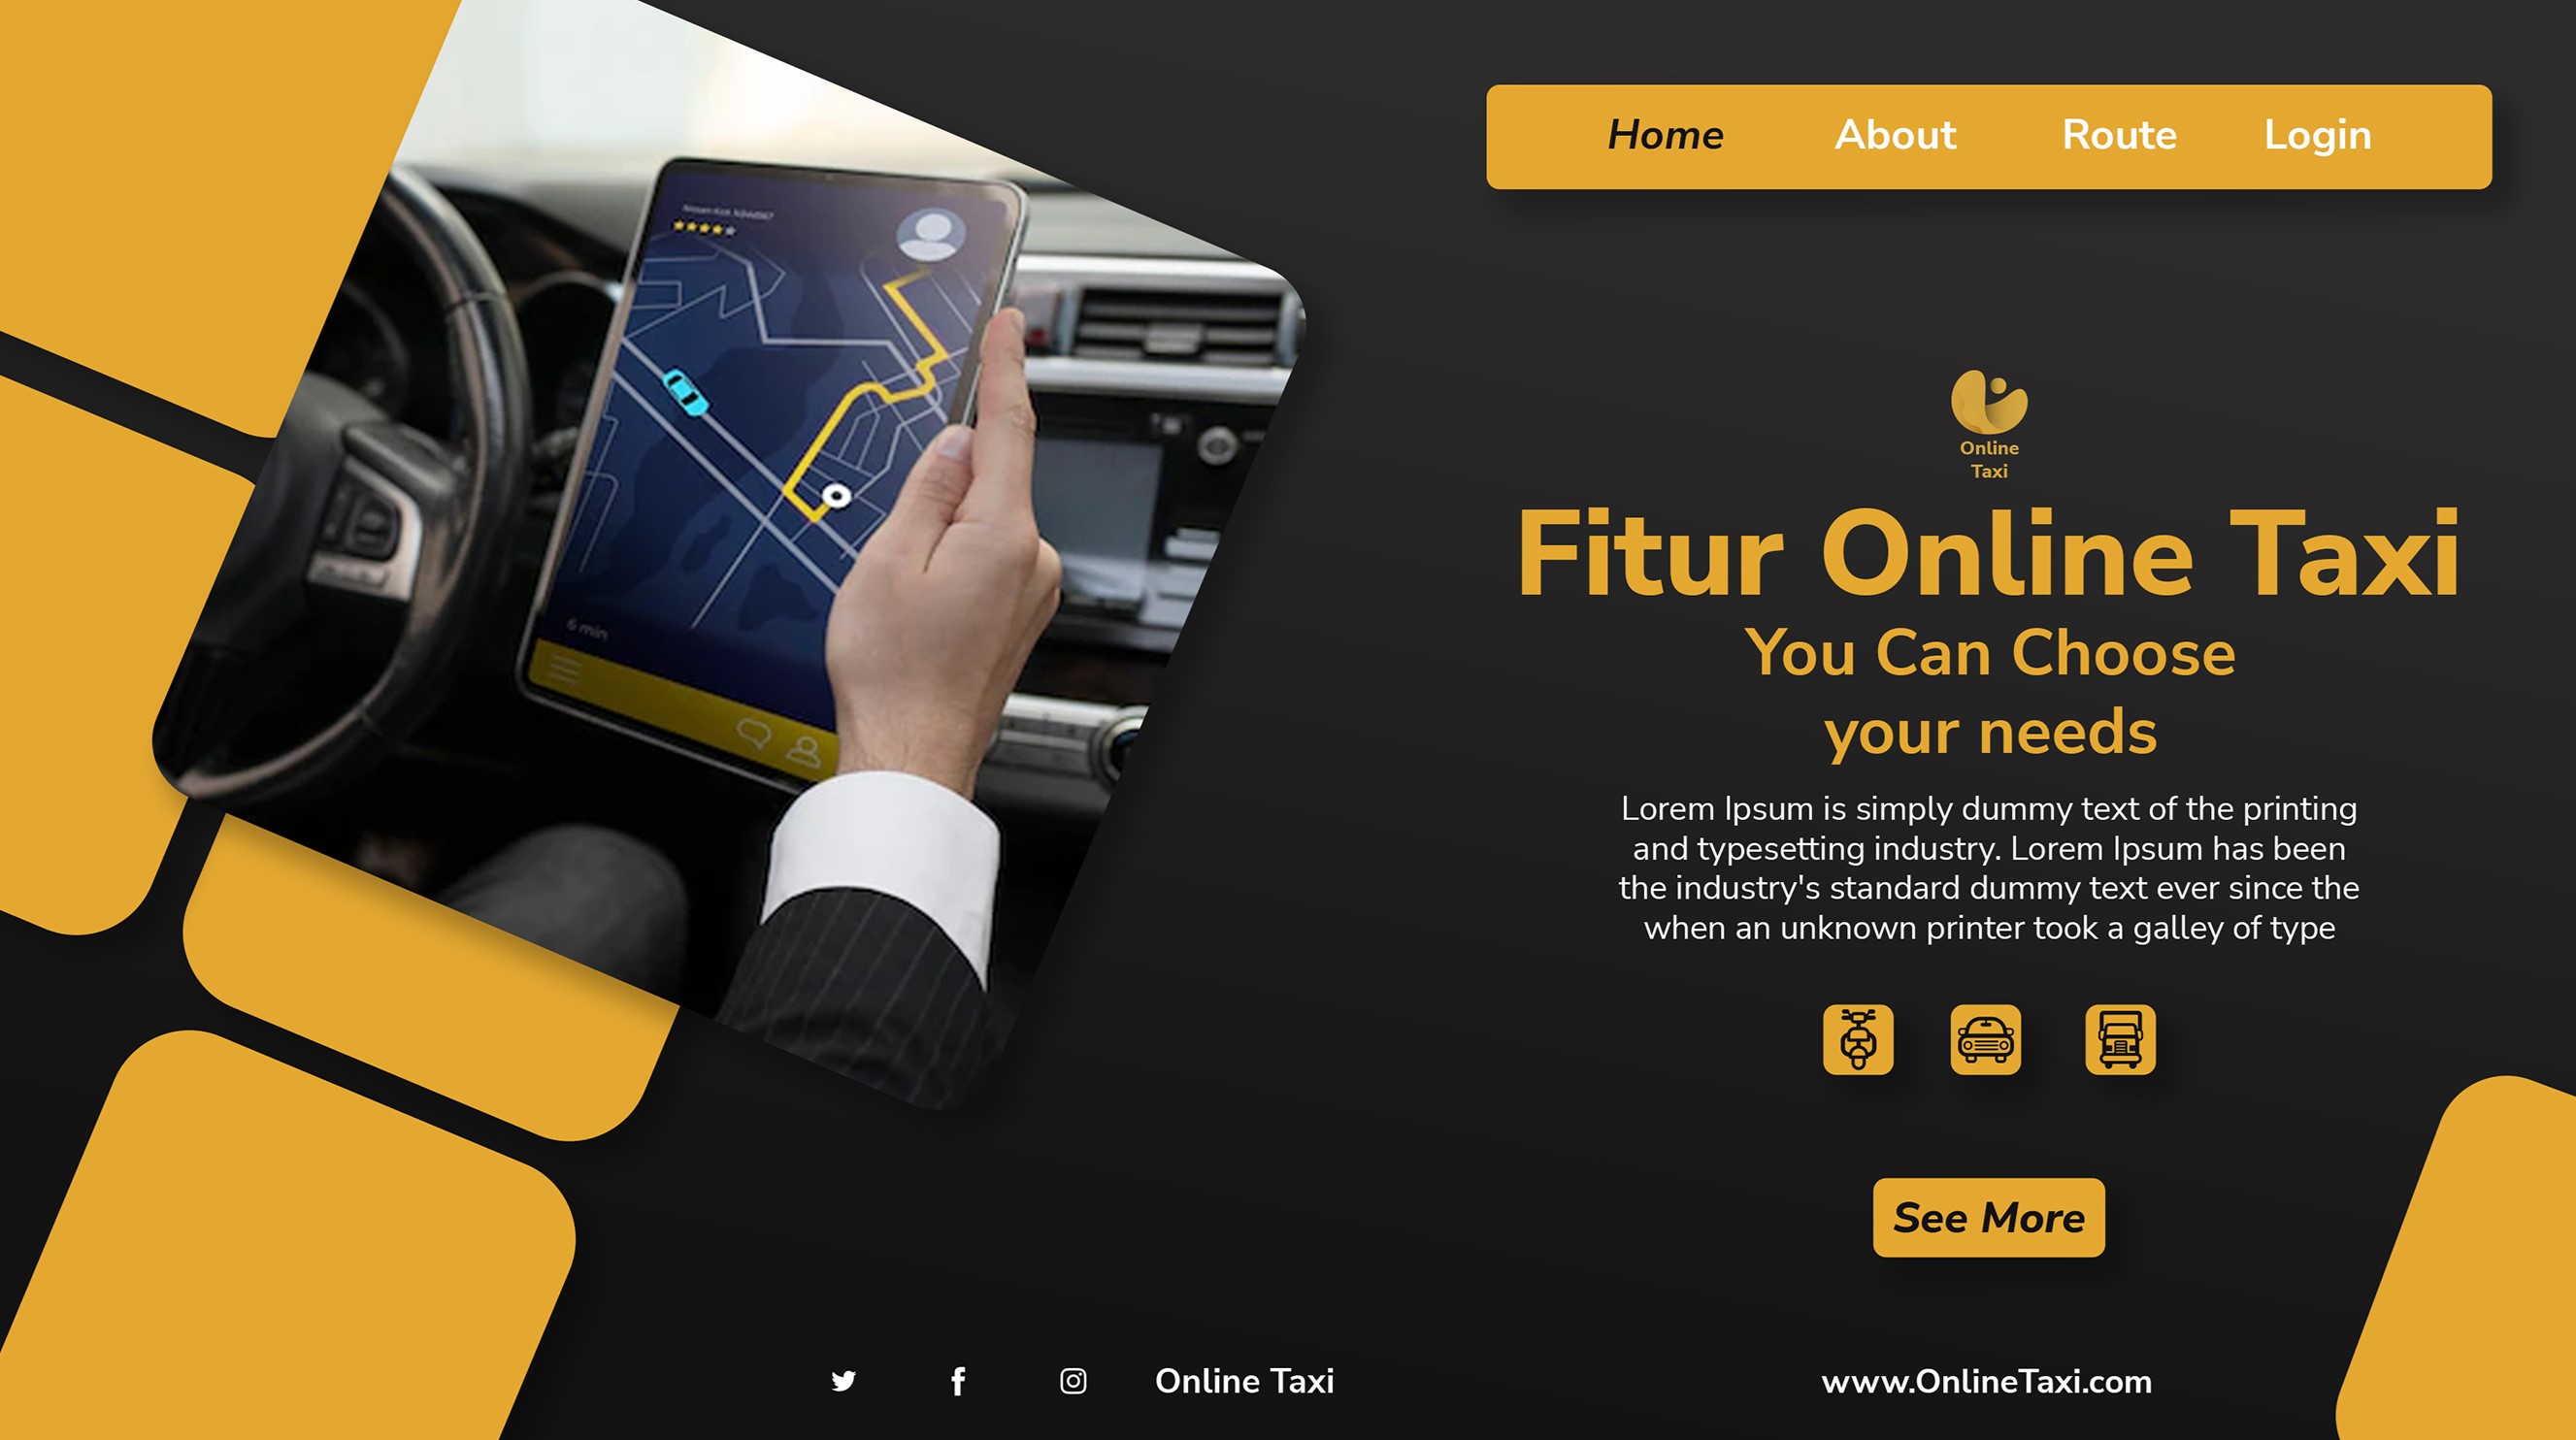 Home About Route Login
Online
Taxi
Fitur Online Taxi
You Can Choose
your needs
Lorem Ipsum is simply dummy text of the printing
and typesetting industry. Lorem Ipsum has been
the industry's standard dummy text ever since the
when an unknown printer took a galley of type
See More
6 min
Online Taxi
www.OnlineTaxi.com